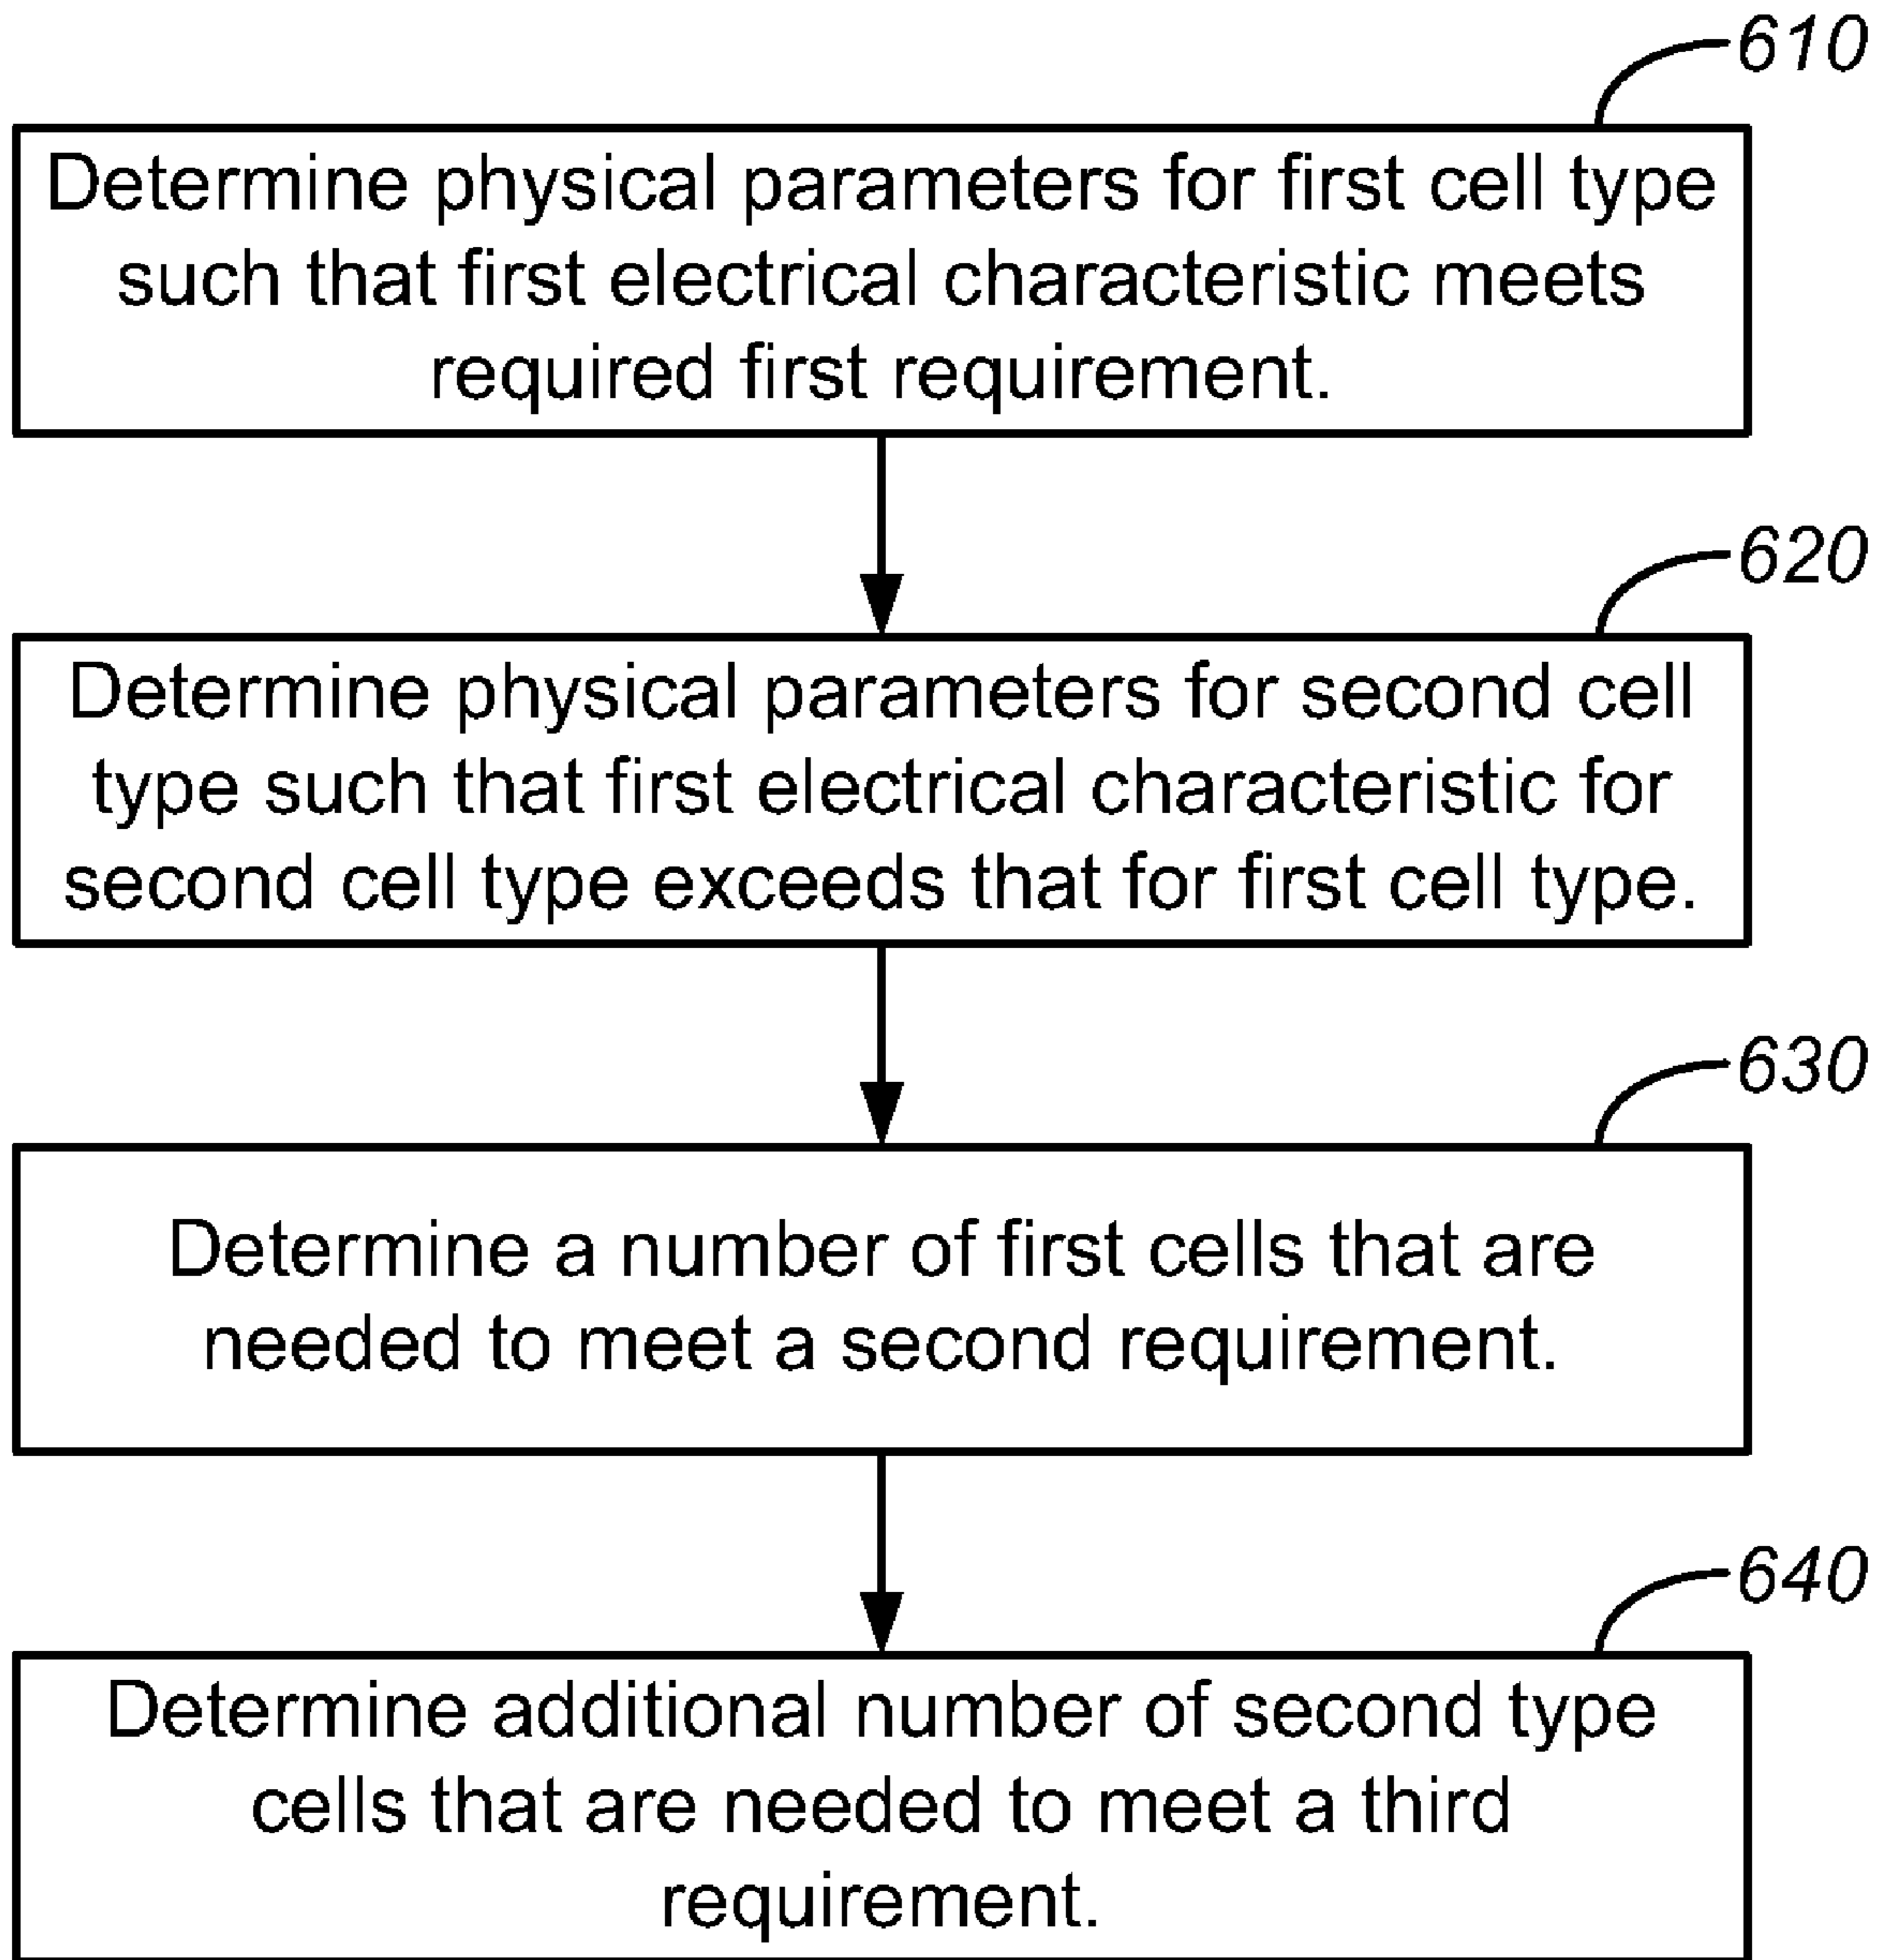 610
Determine physical parameters for first cell type
such that first electrical characteristic meets
required first requirement.
620
Determine physical parameters for second cell
type such that first electrical characteristic for
second cell type exceeds that for first cell type.
630
Determine a number of first cells that are
needed to meet a second requirement.
640
Determine additional number of second type
cells that are needed to meet a third
requirement.